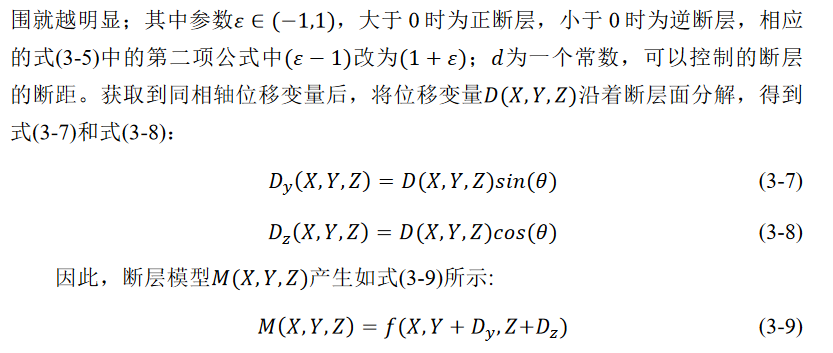 围就越明显；其中参数ε ∈ (−1,1)，大于 0 时为正断层，小于 0 时为逆断层，相应
的式(3-5)中的第二项公式中(ε − 1)改为(1 + ε)；d为一个常数，可以控制的断层
的断距。获取到同相轴位移变量后，将位移变量D(X,Y,Z)沿着断层面分解，得到
式(3-7)和式(3-8)：
D_y(X,Y,Z) = D(X,Y,Z)sin(θ) (3-7)
D_z(X,Y,Z) = D(X,Y,Z)cos(θ) (3-8)
因此，断层模型M(X,Y,Z)产生如式(3-9)所示:
M(X,Y,Z) = f(X,Y + D_y,Z+D_z) (3-9)